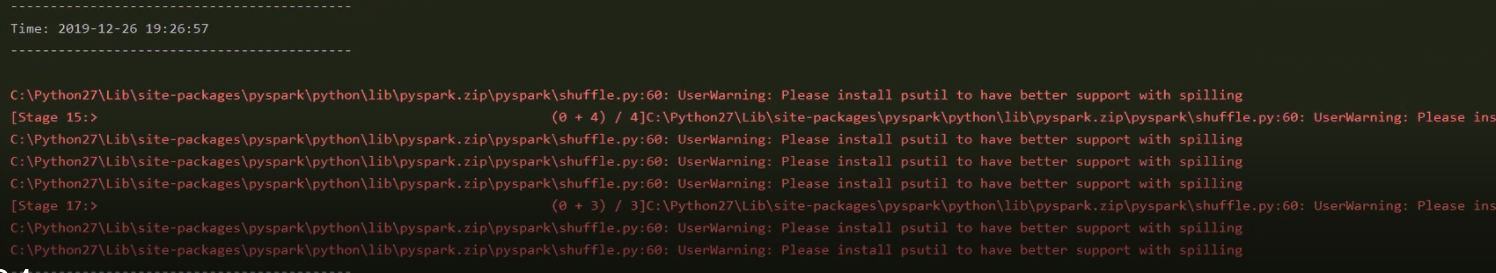 -------------------------------------------
Time: 2019-12-26 19:26:57
-------------------------------------------
C:\Python27\Lib\site-packages\pyspark\python\lib\pyspark.zip\pyspark\shuffle.py:60: UserWarning: Please install psutil to have better support with spilling
[Stage 15:> (0 + 4) / 4]C:\Python27\Lib\site-packages\pyspark\python\lib\pyspark.zip\pyspark\shuffle.py:60: UserWarning: Please ins
C:\Python27\Lib\site-packages\pyspark\python\lib\pyspark.zip\pyspark\shuffle.py:60: UserWarning: Please install psutil to have better support with spilling
C:\Python27\Lib\site-packages\pyspark\python\lib\pyspark.zip\pyspark\shuffle.py:60: UserWarning: Please install psutil to have better support with spilling
C:\Python27\Lib\site-packages\pyspark\python\lib\pyspark.zip\pyspark\shuffle.py:60: UserWarning: Please install psutil to have better support with spilling
[Stage 17:> (0 + 3) / 3]C:\Python27\Lib\site-packages\pyspark\python\lib\pyspark.zip\pyspark\shuffle.py:60: UserWarning: Please ins
C:\Python27\Lib\site-packages\pyspark\python\lib\pyspark.zip\pyspark\shuffle.py:60: UserWarning: Please install psutil to have better support with spilling
C:\Python27\Lib\site-packages\pyspark\python\lib\pyspark.zip\pyspark\shuffle.py:60: UserWarning: Please install psutil to have better support with spilling
-------------------------------------------